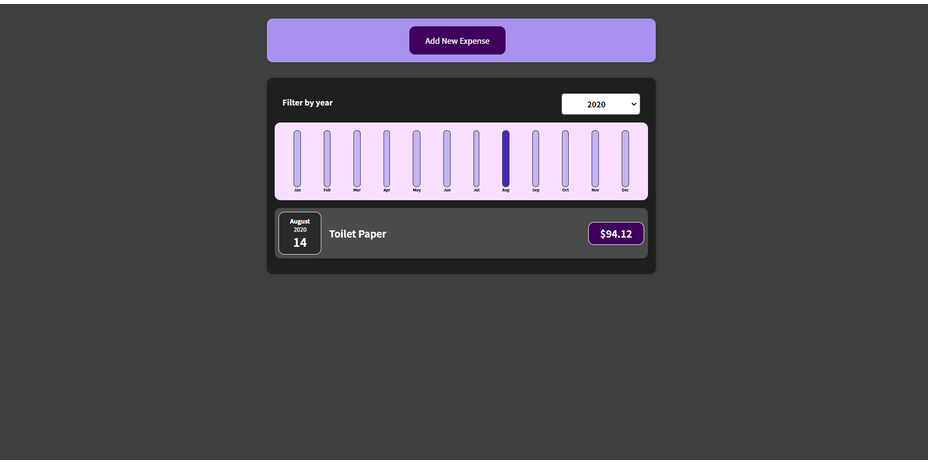 Add New Expense
Filter by year
2020
Jan Feb Mar Apr May Jun Jul Aug Sep Oct Nov Dec
August
2020
14
Toilet Paper
$94.12